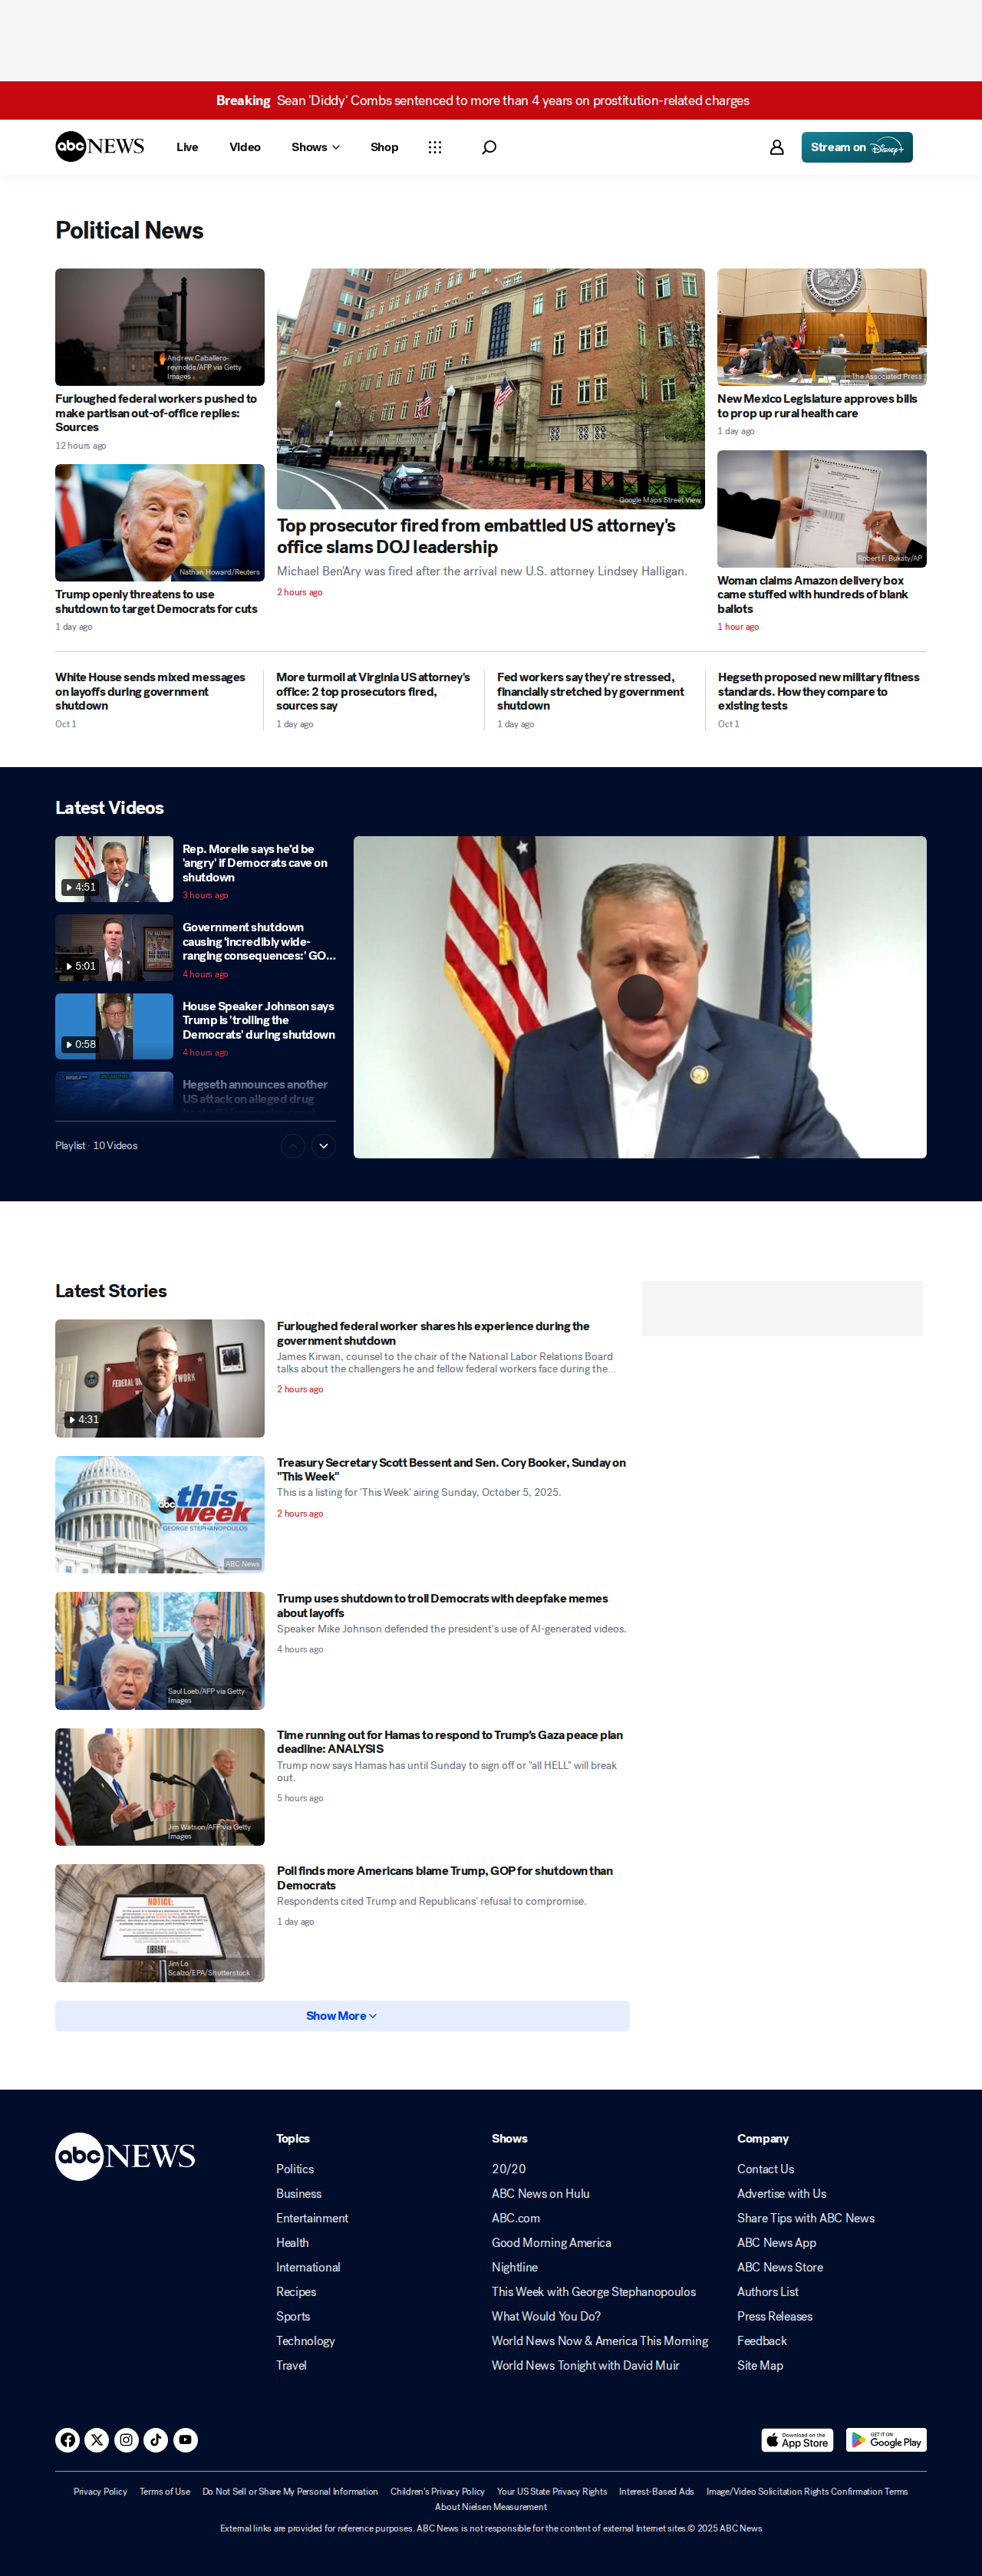 Breaking Sean 'Diddy' Combs sentenced to more than 4 years on prostitution-related charges
abc NEWS
Live
Video
Shows
Shop
Stream on Disney+
Political News
Andrew Caballero-
reynolds/AFP via Getty
Images
Furloughed federal workers pushed to
make partisan out-of-office replies:
Sources
12 hours ago
Nathan Howard/Reuters
Trump openly threatens to use
shutdown to target Democrats for cuts
1 day ago
Google Maps Street View
Top prosecutor fired from embattled US attorney's
office slams DOJ leadership
Michael Ben'Ary was fired after the arrival new U.S. attorney Lindsey Halligan.
2 hours ago
The Associated Press
New Mexico Legislature approves bills
to prop up rural health care
1 day ago
Robert F. Bukaty/AP
Woman claims Amazon delivery box
came stuffed with hundreds of blank
ballots
1 hour ago
White House sends mixed messages
on layoffs during government
shutdown
Oct 1
More turmoil at Virginia US attorney's
office: 2 top prosecutors fired,
sources say
1 day ago
Fed workers say they're stressed,
financially stretched by government
shutdown
1 day ago
Hegseth proposed new military fitness
standards. How they compare to
existing tests
Oct 1
Latest Videos
4:51
Rep. Morelle says he'd be
'angry' if Democrats cave on
shutdown
3 hours ago
5:01
Government shutdown
causing 'incredibly wide-
ranging consequences:' GO...
4 hours ago
0:58
House Speaker Johnson says
Trump is 'trolling the
Democrats' during shutdown
4 hours ago
Hegseth announces another
US attack on alleged drug
Playlist · 10 Videos
Latest Stories
4:31
Furloughed federal worker shares his experience during the
government shutdown
James Kirwan, counsel to the chair of the National Labor Relations Board
talks about the challenges he and fellow federal workers face during the...
2 hours ago
abc
this
week
GEORGE STEPHANOPOULOS
ABC News
Treasury Secretary Scott Bessent and Sen. Cory Booker, Sunday on
"This Week"
This is a listing for 'This Week' airing Sunday, October 5, 2025.
2 hours ago
Saul Loeb/AFP via Getty
Images
Trump uses shutdown to troll Democrats with deepfake memes
about layoffs
Speaker Mike Johnson defended the president's use of AI-generated videos.
4 hours ago
Jim Watson/AFP via Getty
Images
Time running out for Hamas to respond to Trump's Gaza peace plan
deadline: ANALYSIS
Trump now says Hamas has until Sunday to sign off or "all HELL" will break
out.
5 hours ago
NOTICE:
LIBRARY
Jim Lo
Scalzo/EPA/Shutterstock
Poll finds more Americans blame Trump, GOP for shutdown than
Democrats
Respondents cited Trump and Republicans' refusal to compromise.
1 day ago
Show More
abc NEWS
Topics
Politics
Business
Entertainment
Health
International
Recipes
Sports
Technology
Travel
Shows
20/20
ABC News on Hulu
ABC.com
Good Morning America
Nightline
This Week with George Stephanopoulos
What Would You Do?
World News Now & America This Morning
World News Tonight with David Muir
Company
Contact Us
Advertise with Us
Share Tips with ABC News
ABC News App
ABC News Store
Authors List
Press Releases
Feedback
Site Map
Download on the
App Store
GET IT ON
Google Play
Privacy Policy Terms of Use Do Not Sell or Share My Personal Information Children's Privacy Policy Your US State Privacy Rights Interest-Based Ads Image/Video Solicitation Rights Confirmation Terms
About Nielsen Measurement
External links are provided for reference purposes. ABC News is not responsible for the content of external Internet sites.© 2025 ABC News